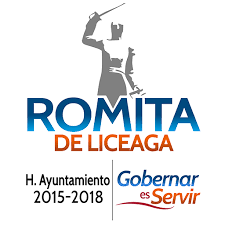 ROMITA
DE LICEAGA
H. Ayuntamiento
2015-2018
Gobernar
es Servir